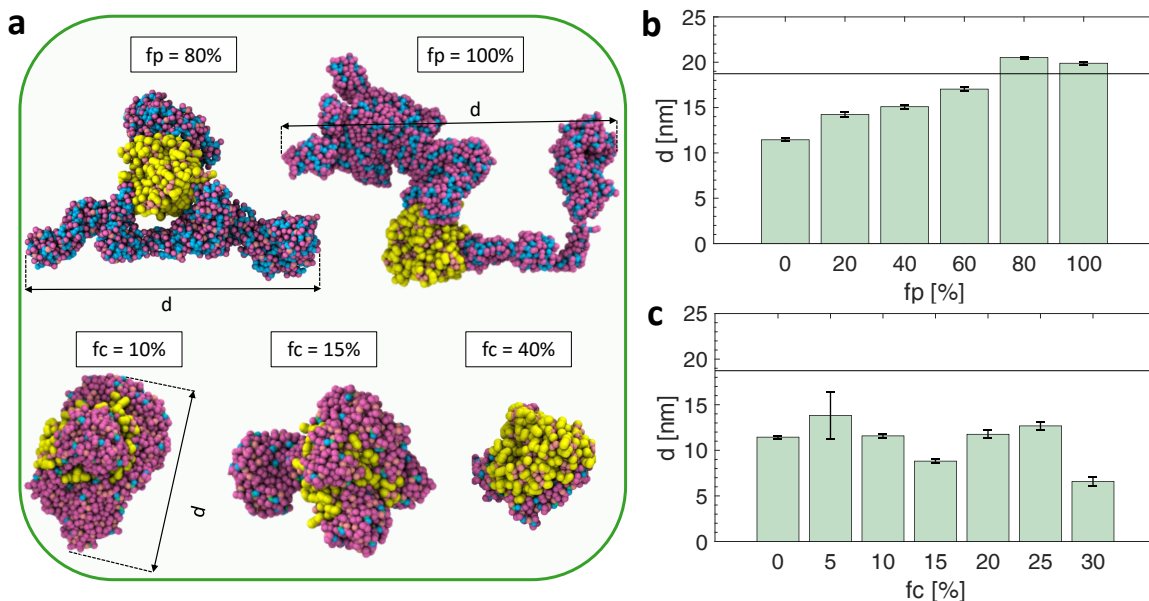 a
fp = 80%
fp = 100%
d
d
fc = 10%
fc = 15%
fc = 40%
d
b
25
20
15
10
5
0
d [nm]
0 20 40 60 80 100
fp [%]
c
25
20
15
10
5
0
d [nm]
0 5 10 15 20 25 30
fc [%]